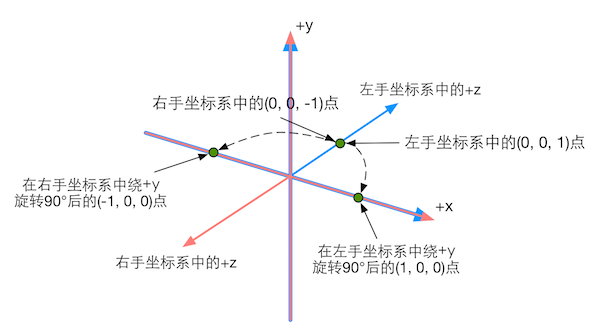 +y
左手坐标系中的+z
右手坐标系中的(0, 0, -1)点
左手坐标系中的(0, 0, 1)点
在右手坐标系中绕+y
旋转90°后的(-1, 0, 0)点
+x
在左手坐标系中绕+y
旋转90°后的(1, 0, 0)点
右手坐标系中的+z